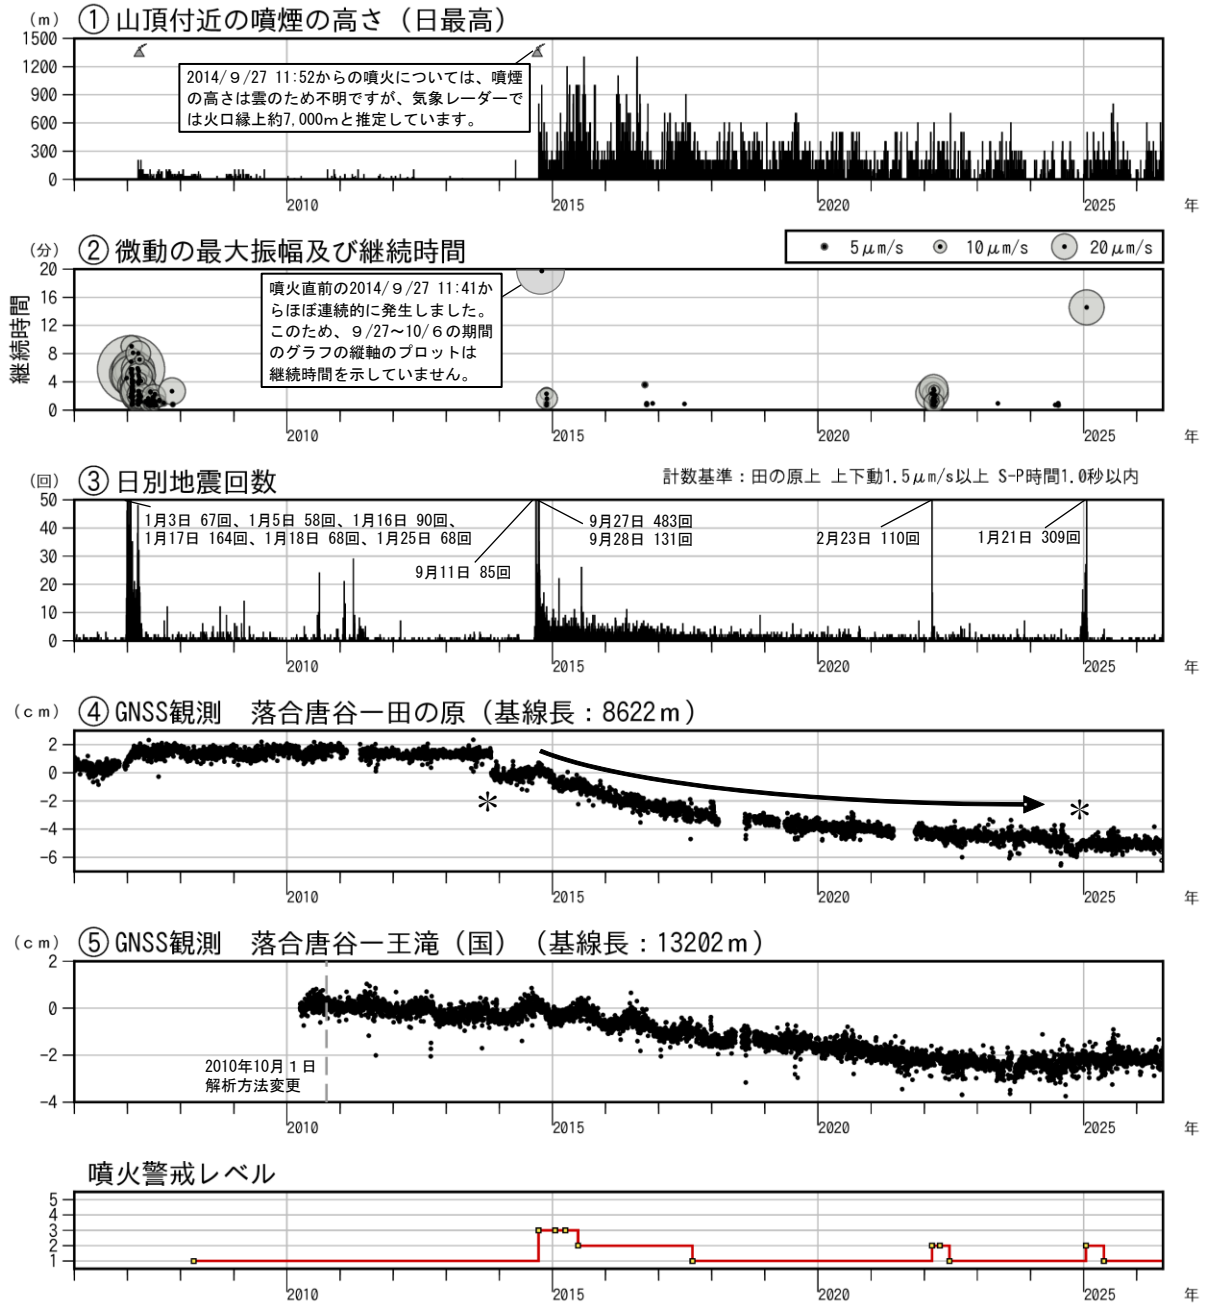 (m) ①山頂付近の噴煙の高さ（日最高）
1500
1200
900
600
300
0
2014/９/27 11:52からの噴火については、噴煙
の高さは雲のため不明ですが、気象レーダーで
は火口縁上約7,000mと推定しています。
2010 2015 2020 2025 年
(分) ②微動の最大振幅及び継続時間
5μm/s 10μm/s 20μm/s
継続時間
20
16
12
8
4
0
噴火直前の2014/９/27 11:41か
らほぼ連続的に発生しました。
このため、９/27～10/６の期間
のグラフの縦軸のプロットは
継続時間を示していません。
2010 2015 2020 2025 年
(回) ③日別地震回数
計数基準：田の原上 上下動1.5μm/s以上 S-P時間1.0秒以内
50
40
30
20
10
0
1月3日 67回、1月5日 58回、1月16日 90回、
1月17日 164回、1月18日 68回、1月25日 68回
9月11日 85回
9月27日 483回
9月28日 131回
2月23日 110回
1月21日 309回
2010 2015 2020 2025 年
(cm) ④GNSS観測　落合唐谷ー田の原（基線長：8622m）
2
0
-2
-4
-6
＊ ＊
2010 2015 2020 2025 年
(cm) ⑤GNSS観測　落合唐谷ー王滝（国）（基線長：13202m）
2
0
-2
-4
2010年10月１日
解析方法変更
2010 2015 2020 2025 年
噴火警戒レベル
5
4
3
2
1
2010 2015 2020 2025 年